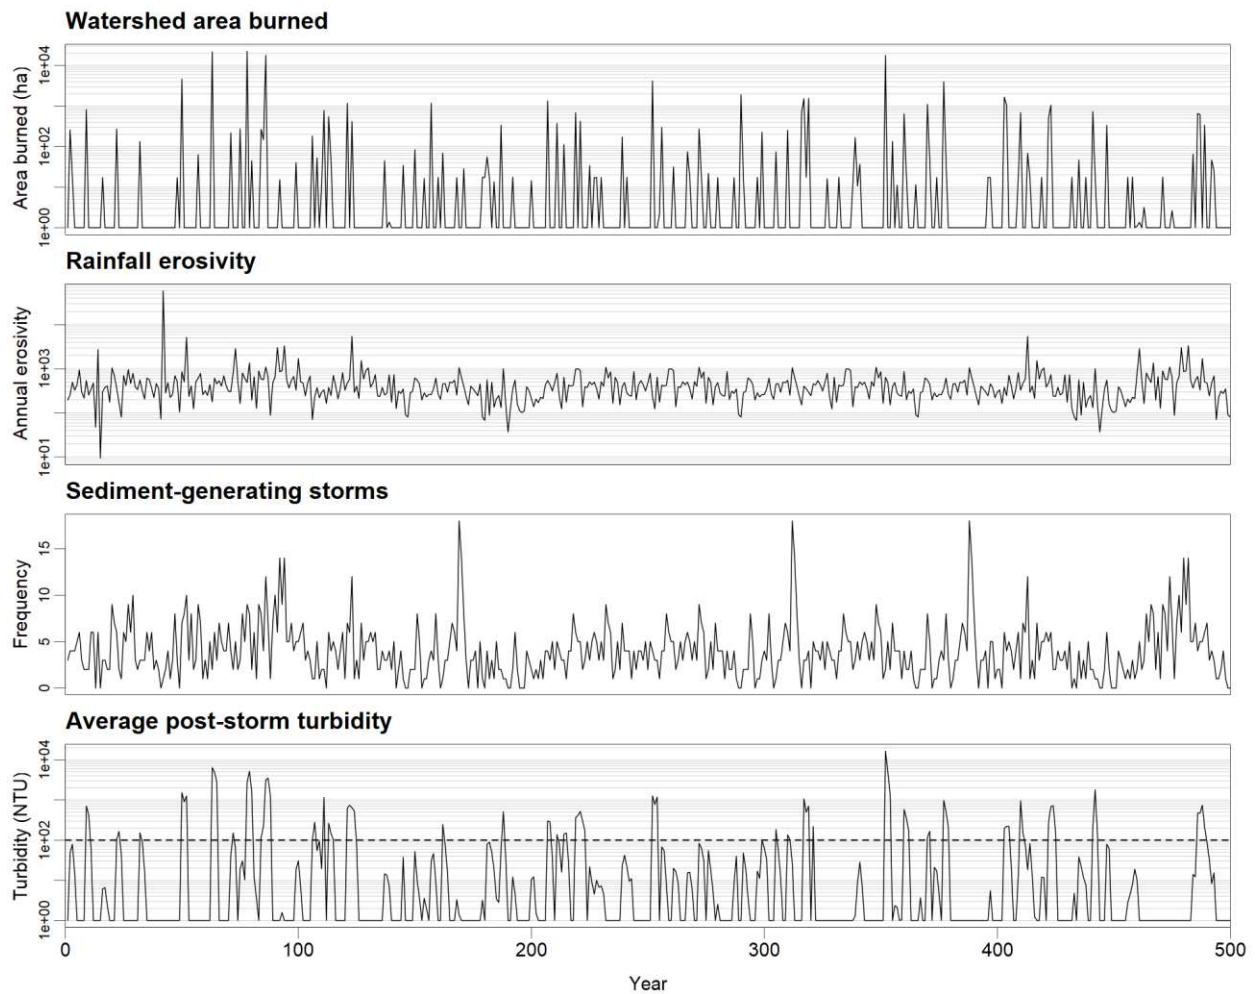 Watershed area burned
Area burned (ha)
1e+04
1e+02
1e+00
Rainfall erosivity
Annual erosivity
1e+03
1e+01
Sediment-generating storms
Frequency
15
10
5
0
Average post-storm turbidity
Turbidity (NTU)
1e+04
1e+02
1e+00
0 100 200 300 400 500
Year